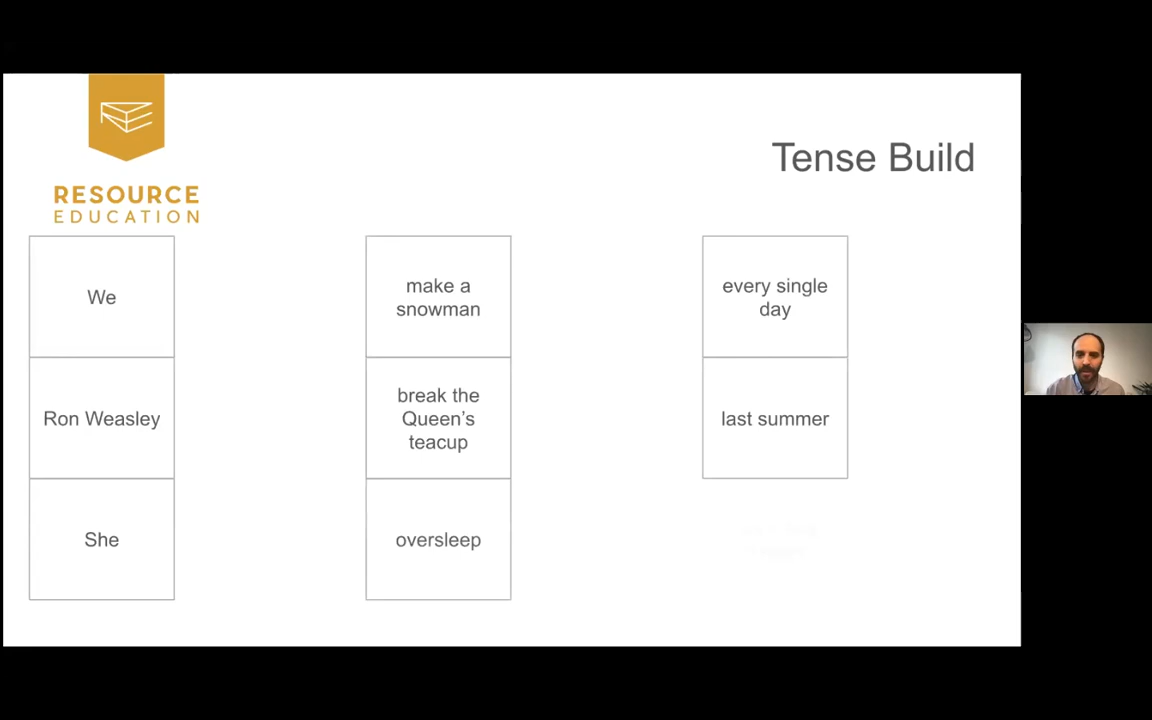 RESOURCE
EDUCATION
Tense Build
We
make a
snowman
every single
day
Ron Weasley
break the
Queen's
teacup
last summer
She
oversleep